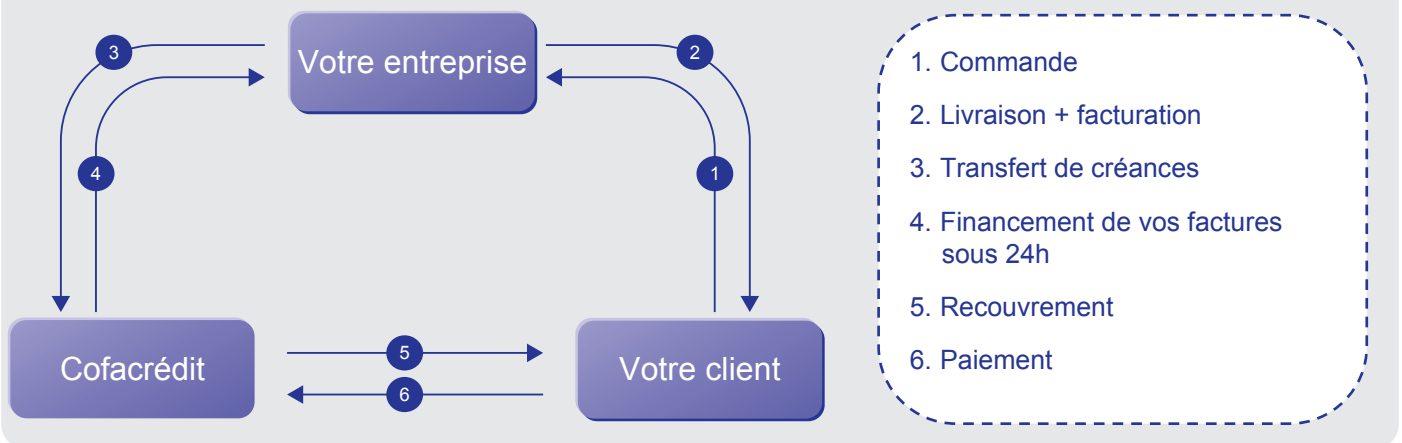 Votre entreprise
3
2
4
1
Cofacrédit
5
6
Votre client
1. Commande
2. Livraison + facturation
3. Transfert de créances
4. Financement de vos factures
sous 24h
5. Recouvrement
6. Paiement